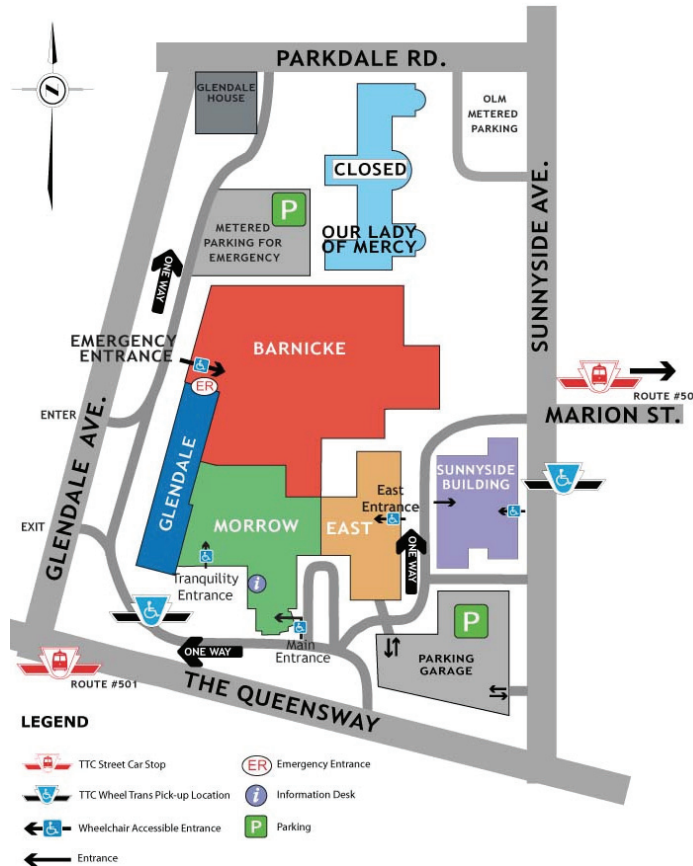 PARKDALE RD.
GLENDALE
HOUSE
OLM
METERED
PARKING
CLOSED
P
METERED
PARKING FOR
EMERGENCY
OUR LADY
OF MERCY
SUNNYSIDE AVE.
ONE WAY
EMERGENCY
ENTRANCE
BARNICKE
ER
ROUTE #50
MARION ST.
ENTER
GLENDALE AVE.
GLENDALE
SUNNYSIDE
BUILDING
East
Entrance
MORROW
EAST
EXIT
ONE WAY
Tranquility
Entrance
i
P
PARKING
GARAGE
Main
Entrance
ONE WAY
ROUTE #501
THE QUEENSWAY
LEGEND
TTC Street Car Stop
ER Emergency Entrance
TTC Wheel Trans Pick-up Location
i Information Desk
Wheelchair Accessible Entrance
P Parking
Entrance